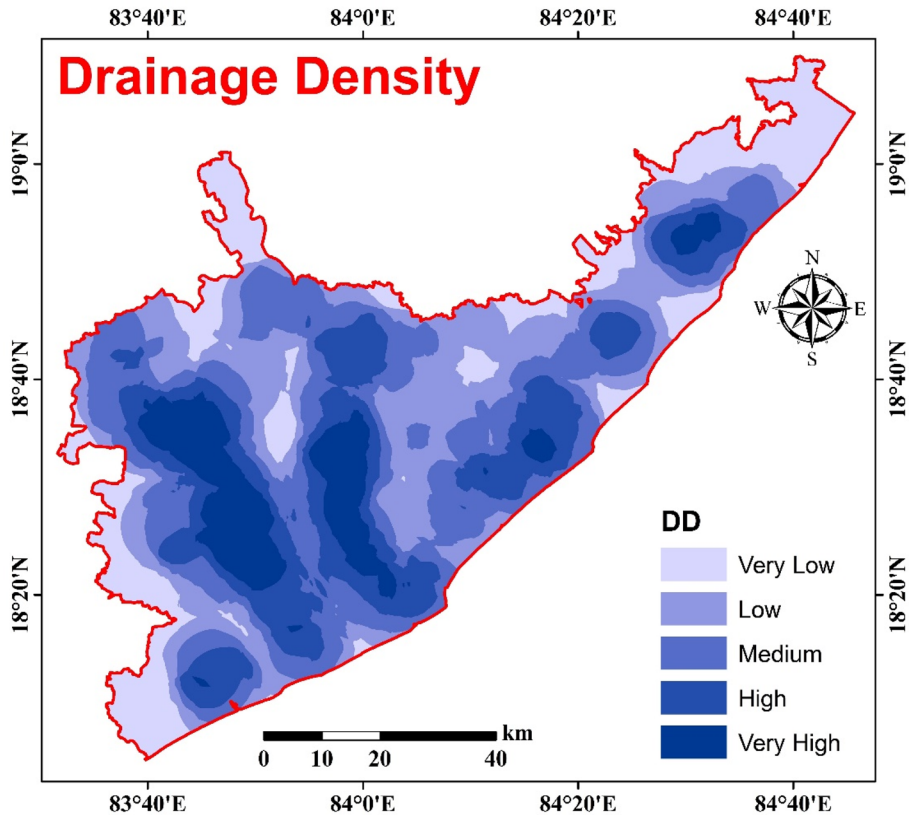 83°40'E 84°0'E 84°20'E 84°40'E
Drainage Density
19°0'N 19°0'N
N
W E
S
18°40'N 18°40'N
DD
Very Low
18°20'N 18°20'N
Low
Medium
High
km
Very High
0 10 20 40
83°40'E 84°0'E 84°20'E 84°40'E